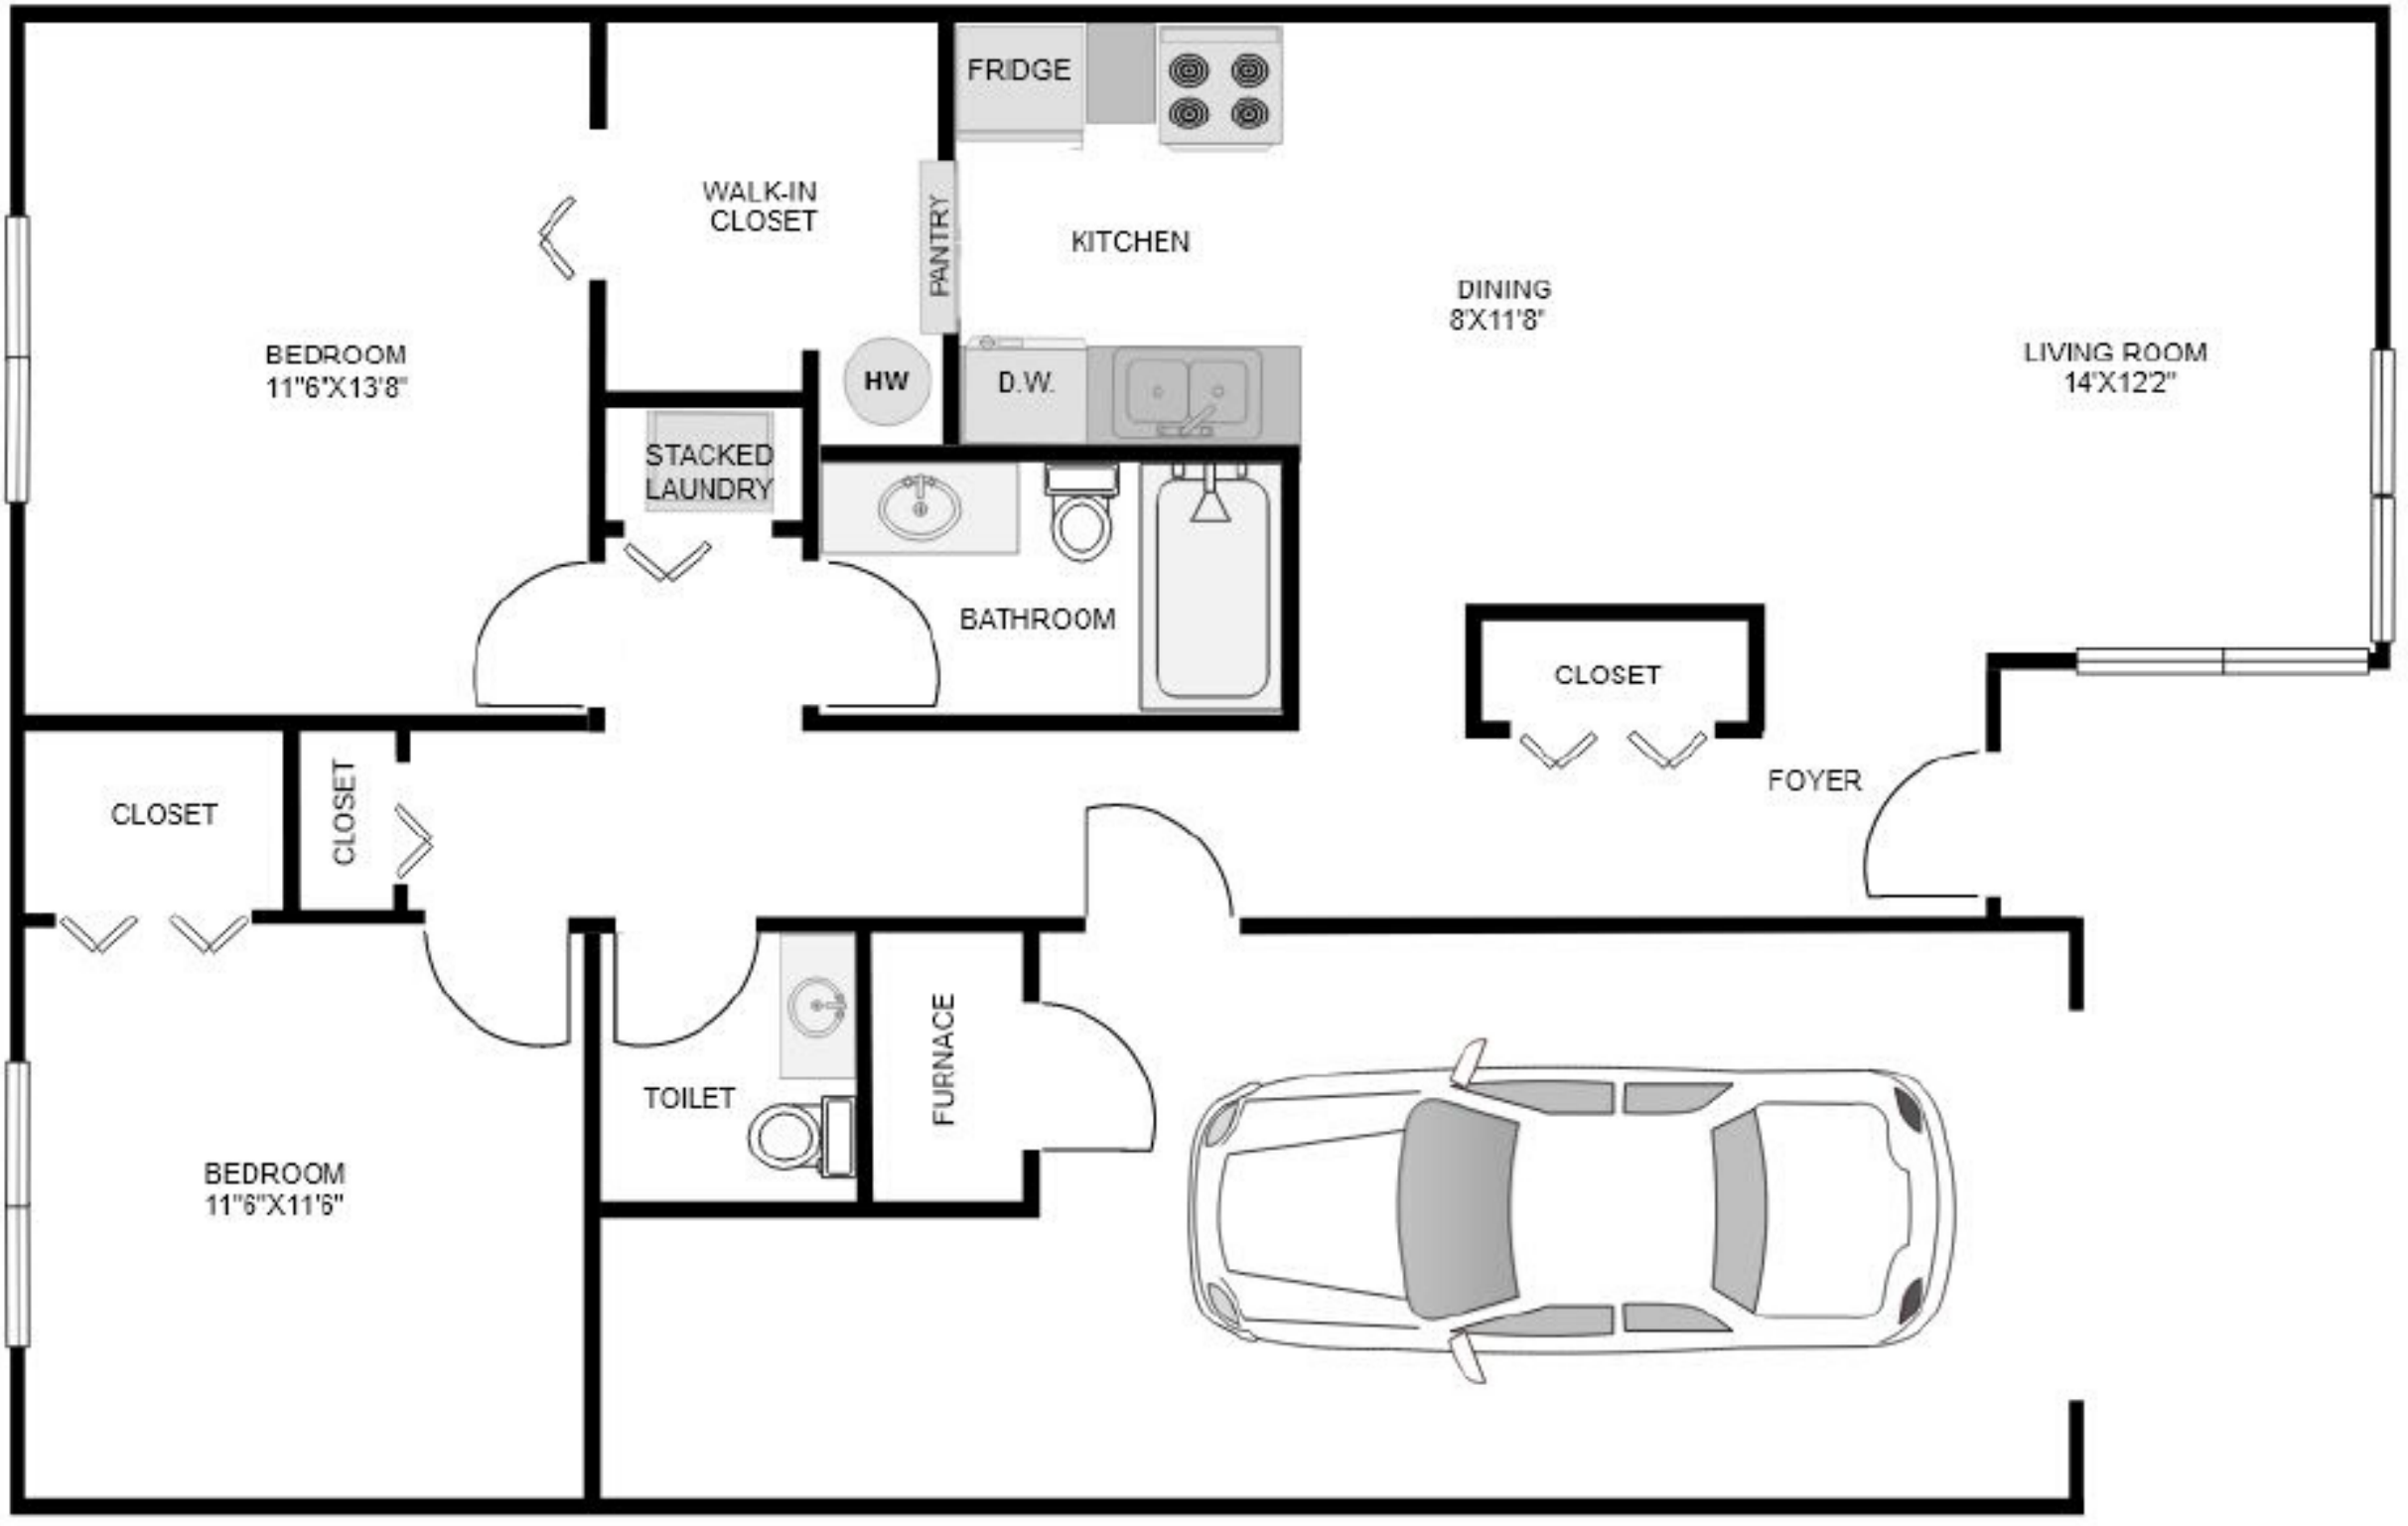 FRIDGE
WALK-IN
CLOSET
PANTRY
KITCHEN
DINING
8'X11'8"
BEDROOM
11"6"X13'8"
HW
D.W.
LIVING ROOM
14'X12'2"
STACKED
LAUNDRY
BATHROOM
CLOSET
FOYER
CLOSET
CLOSET
FURNACE
TOILET
BEDROOM
11"6"X11'6"